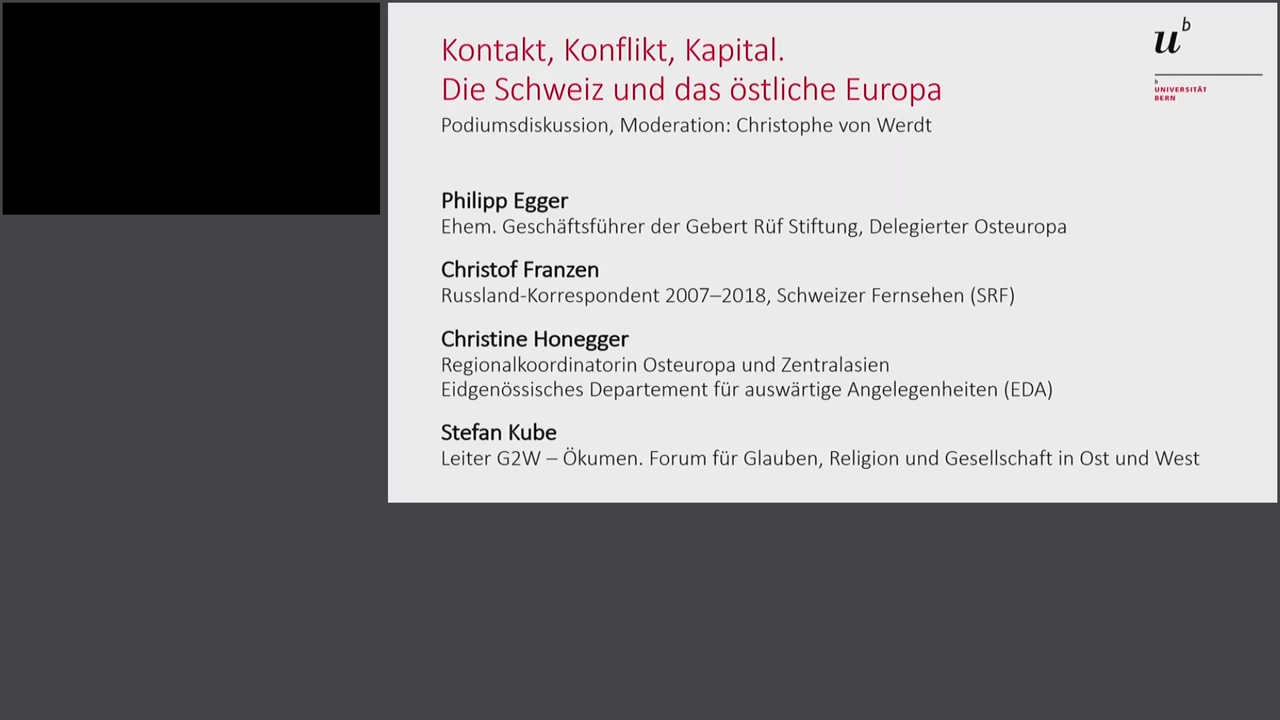 Kontakt, Konflikt, Kapital.
Die Schweiz und das östliche Europa
Podiumsdiskussion, Moderation: Christophe von Werdt
u b
b
UNIVERSITÄT
BERN
Philipp Egger
Ehem. Geschäftsführer der Gebert Rüf Stiftung, Delegierter Osteuropa
Christof Franzen
Russland-Korrespondent 2007–2018, Schweizer Fernsehen (SRF)
Christine Honegger
Regionalkoordinatorin Osteuropa und Zentralasien
Eidgenössisches Departement für auswärtige Angelegenheiten (EDA)
Stefan Kube
Leiter G2W – Ökumen. Forum für Glauben, Religion und Gesellschaft in Ost und West